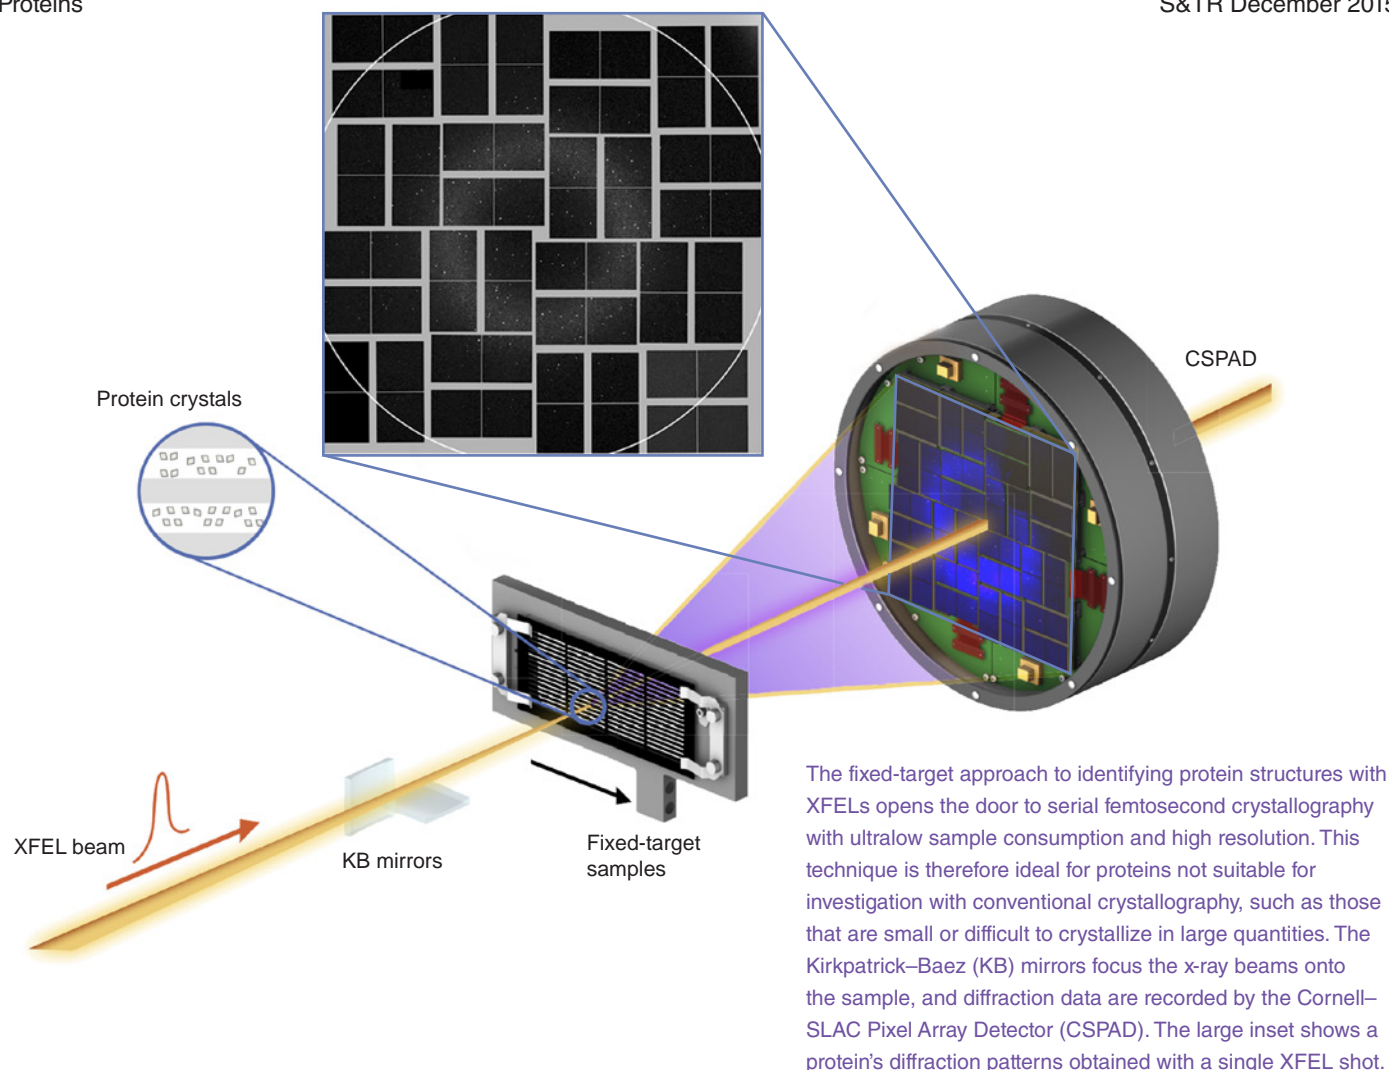 Proteins
S&TR December 2015
CSPAD
Protein crystals
XFEL beam
KB mirrors
Fixed-target
samples
The fixed-target approach to identifying protein structures with
XFELs opens the door to serial femtosecond crystallography
with ultralow sample consumption and high resolution. This
technique is therefore ideal for proteins not suitable for
investigation with conventional crystallography, such as those
that are small or difficult to crystallize in large quantities. The
Kirkpatrick–Baez (KB) mirrors focus the x-ray beams onto
the sample, and diffraction data are recorded by the Cornell–
SLAC Pixel Array Detector (CSPAD). The large inset shows a
protein’s diffraction patterns obtained with a single XFEL shot.